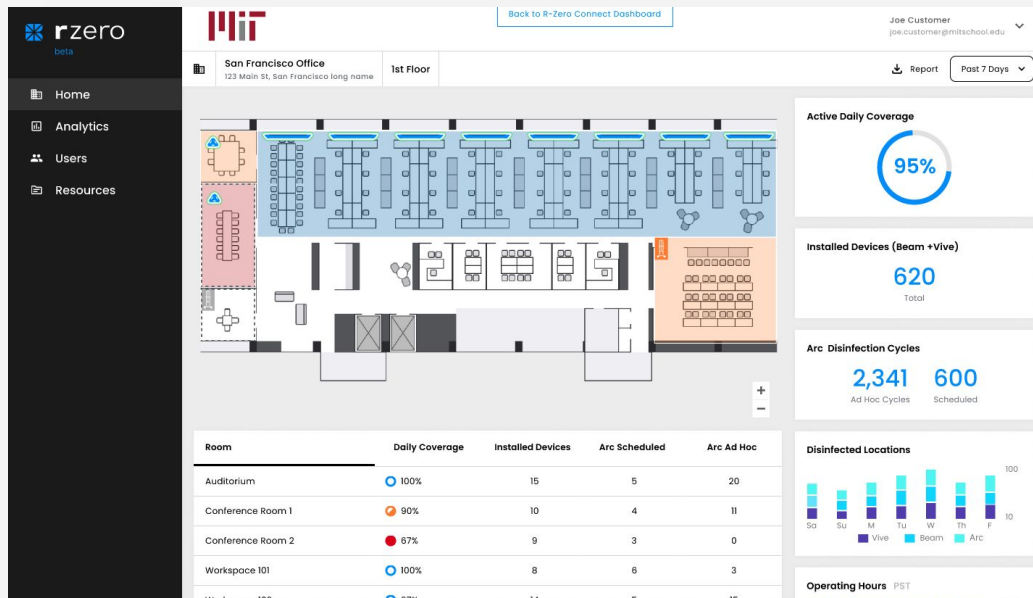 rzero
beta
Home
Analytics
Users
Resources
MIT
Back to R-Zero Connect Dashboard
Joe Customer
joe.customer@mitschool.edu
San Francisco Office
123 Main St, San Francisco long name
1st Floor
Report
Past 7 Days
+
−
Room Daily Coverage Installed Devices Arc Scheduled Arc Ad Hoc
Auditorium 100% 15 5 20
Conference Room 1 90% 10 4 11
Conference Room 2 67% 9 3 0
Workspace 101 100% 8 6 3
Active Daily Coverage
95%
Installed Devices (Beam +Vive)
620
Total
Arc Disinfection Cycles
2,341 600
Ad Hoc Cycles Scheduled
Disinfected Locations
100
10
Sa Su M Tu W Th F
Vive Beam Arc
Operating Hours PST